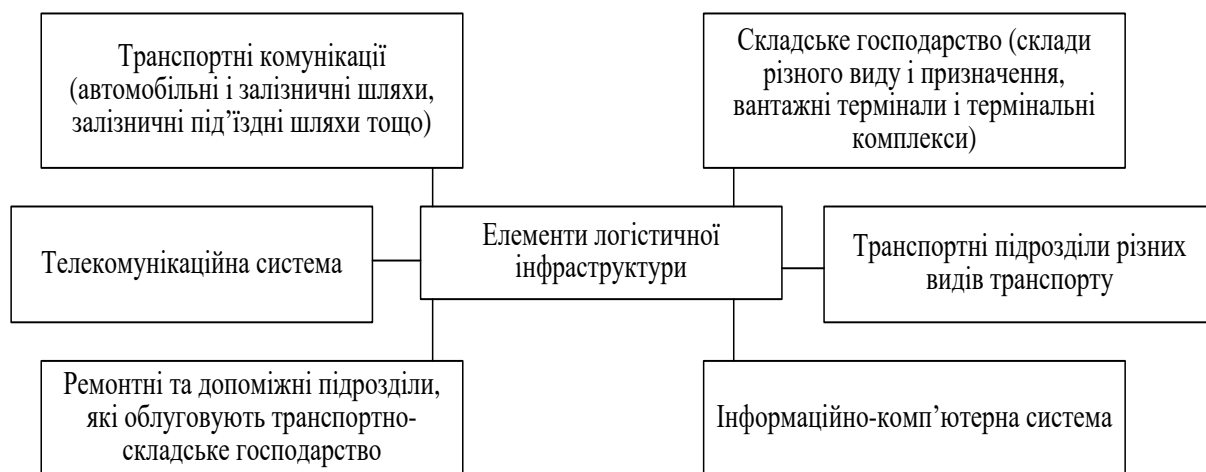 Транспортні комунікації
(автомобільні і залізничні шляхи,
залізничні під’їздні шляхи тощо)
Складське господарство (склади
різного виду і призначення,
вантажні термінали і термінальні
комплекси)
Телекомунікаційна система
Елементи логістичної
інфраструктури
Транспортні підрозділи різних
видів транспорту
Ремонтні та допоміжні підрозділи,
які облуговують транспортно-
складське господарство
Інформаційно-комп’ютерна система